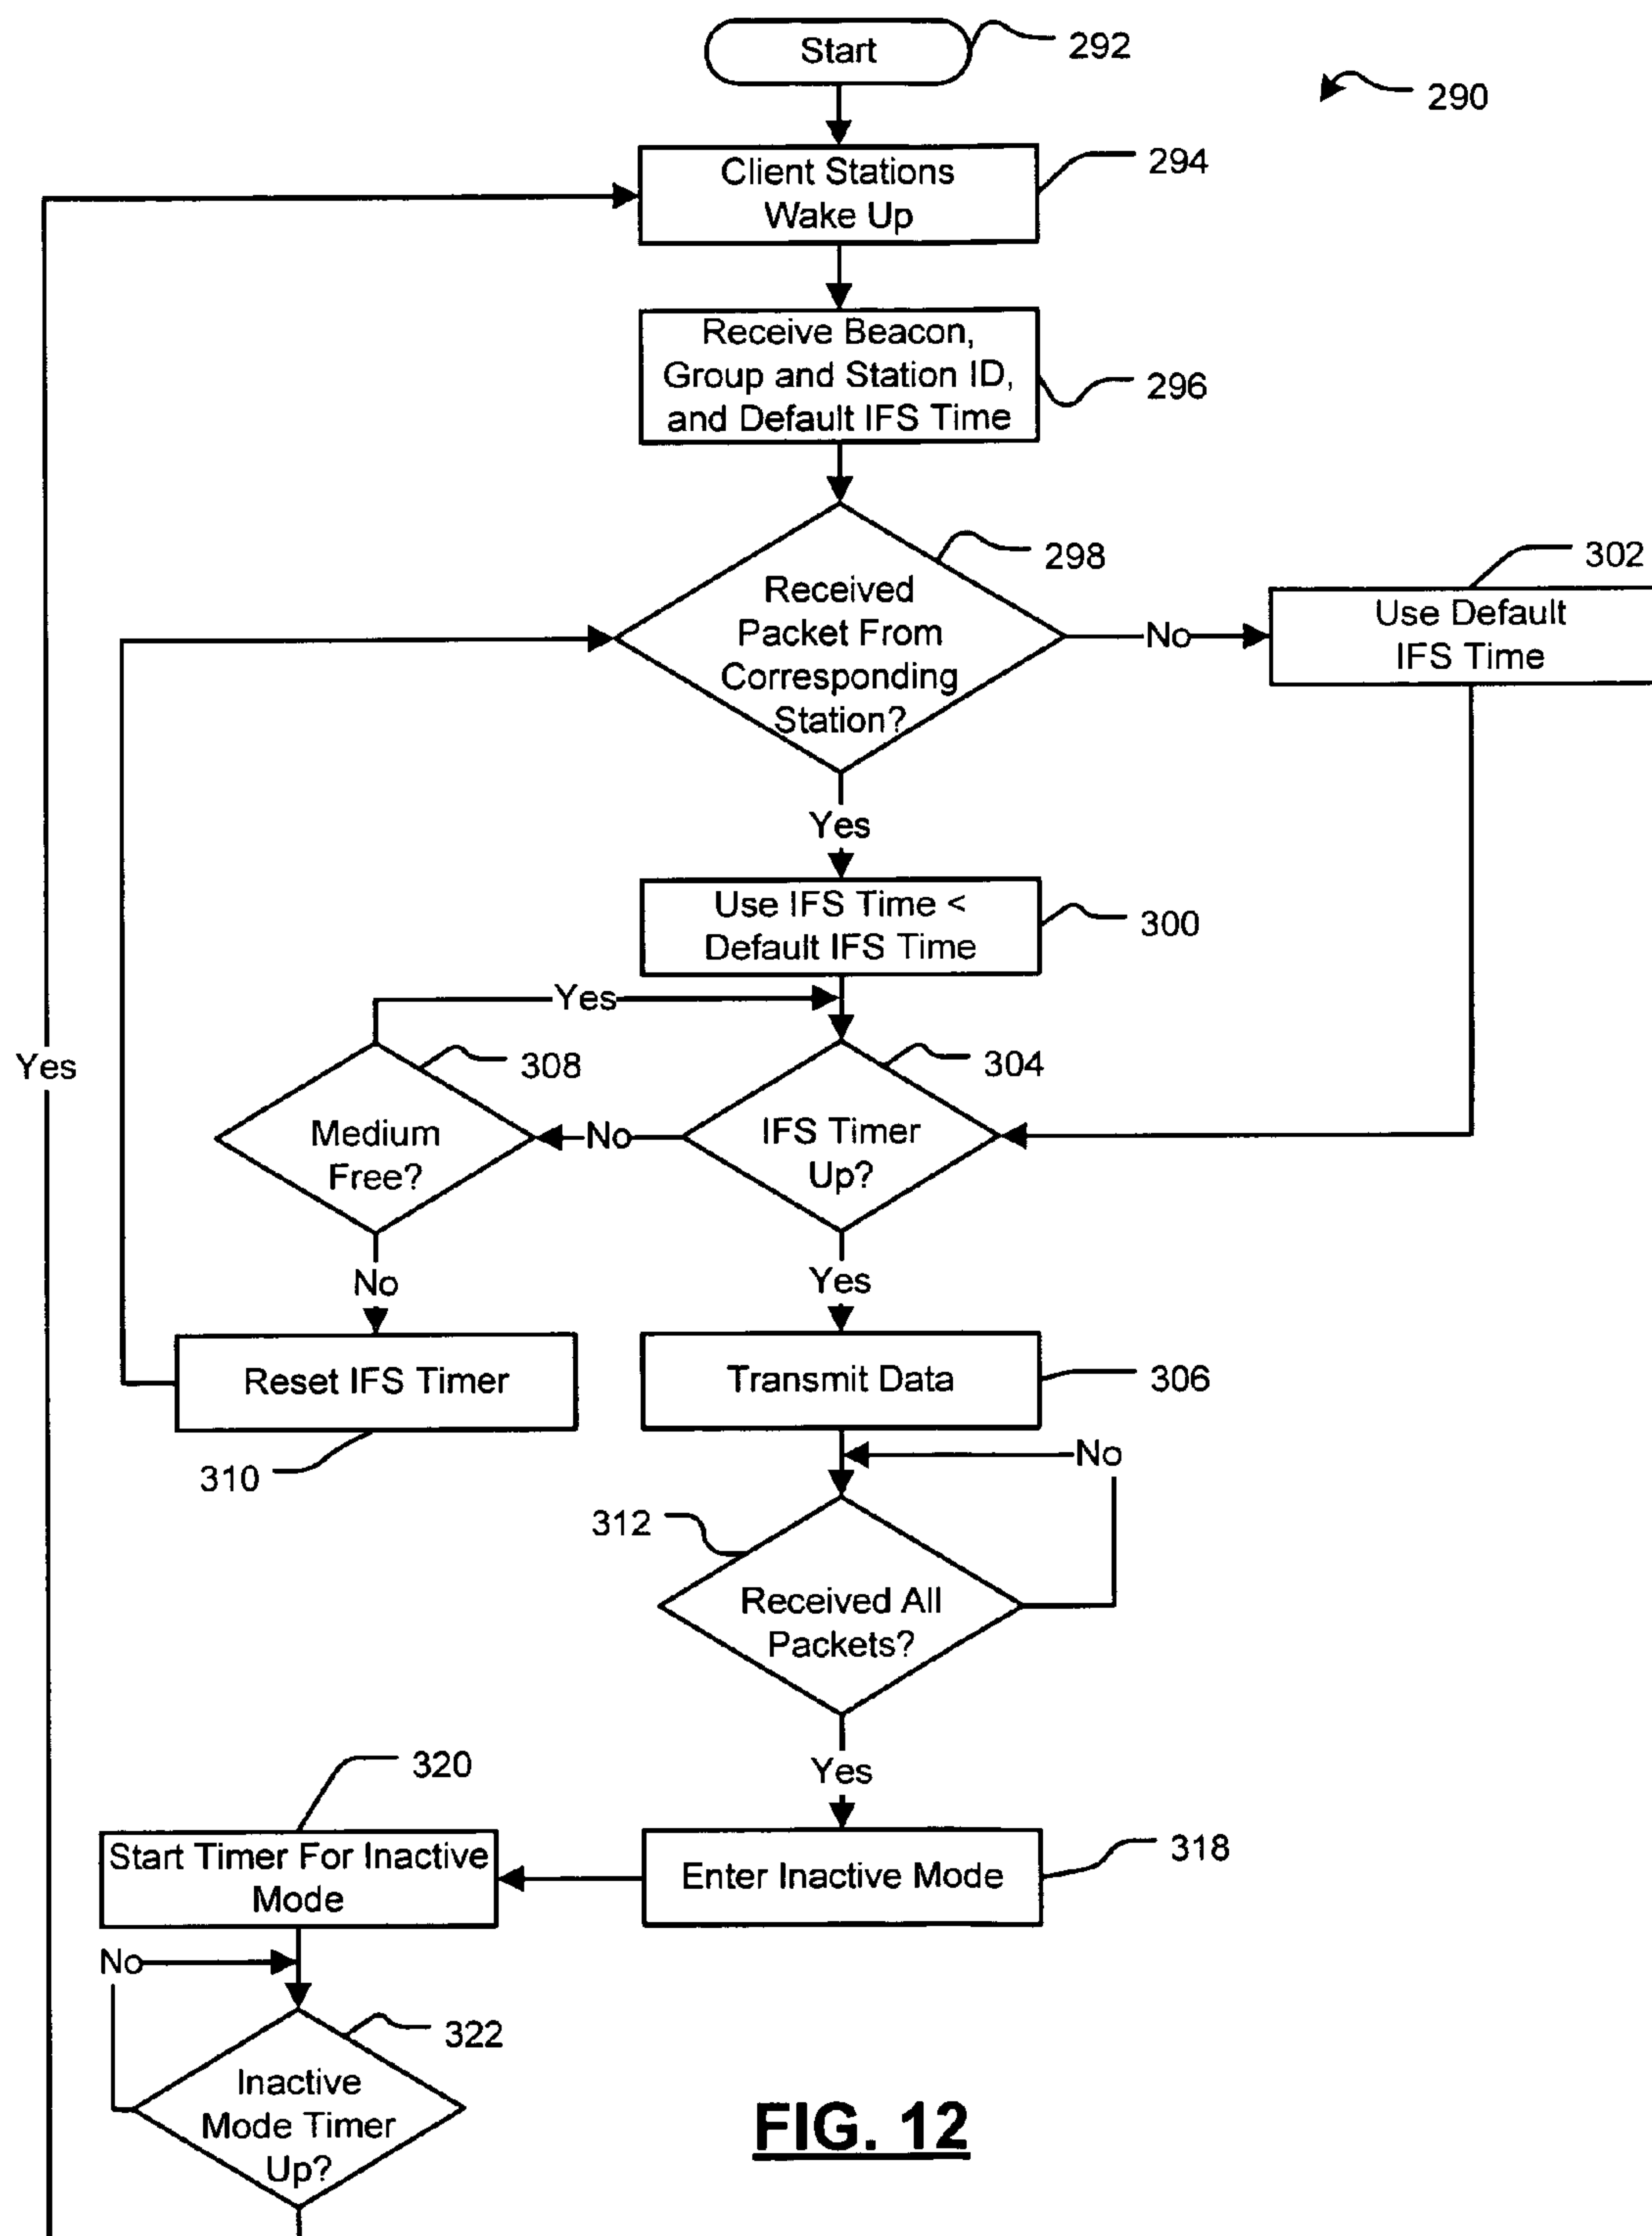 Start
292
290
Client Stations
Wake Up
294
Receive Beacon,
Group and Station ID,
and Default IFS Time
296
Received
Packet From
Corresponding
Station?
298
No
302
Use Default
IFS Time
Yes
Use IFS Time <
Default IFS Time
300
Yes
Yes
308
Medium
Free?
No
304
IFS Timer
Up?
No
Yes
Reset IFS Timer
310
Transmit Data
306
No
312
Received All
Packets?
Yes
320
Start Timer For Inactive
Mode
Enter Inactive Mode
318
No
322
Inactive
Mode Timer
Up?
FIG. 12